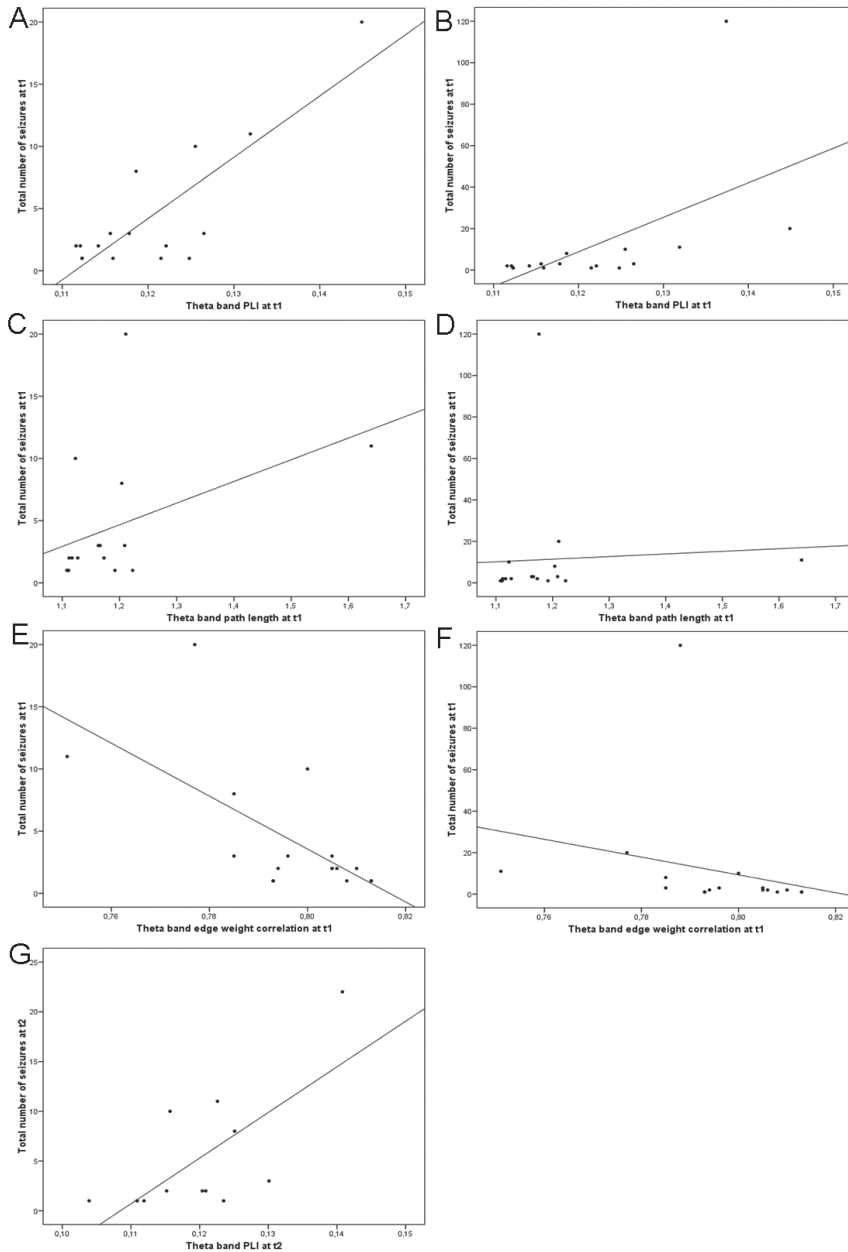 A
Total number of seizures at t1
20
15
10
5
0
0,11 0,12 0,13 0,14 0,15
Theta band PLI at t1
B
Total number of seizures at t1
120
100
80
60
40
20
0
0,11 0,12 0,13 0,14 0,15
Theta band PLI at t1
C
Total number of seizures at t1
20
15
10
5
0
1,1 1,2 1,3 1,4 1,5 1,6 1,7
Theta band path length at t1
D
Total number of seizures at t1
120
100
80
60
40
20
0
1,1 1,2 1,3 1,4 1,5 1,6 1,7
Theta band path length at t1
E
Total number of seizures at t1
20
15
10
5
0
0,76 0,78 0,80 0,82
Theta band edge weight correlation at t1
F
Total number of seizures at t1
120
100
80
60
40
20
0
0,76 0,78 0,80 0,82
Theta band edge weight correlation at t1
G
Total number of seizures at t2
25
20
15
10
5
0
0,10 0,11 0,12 0,13 0,14 0,15
Theta band PLI at t2